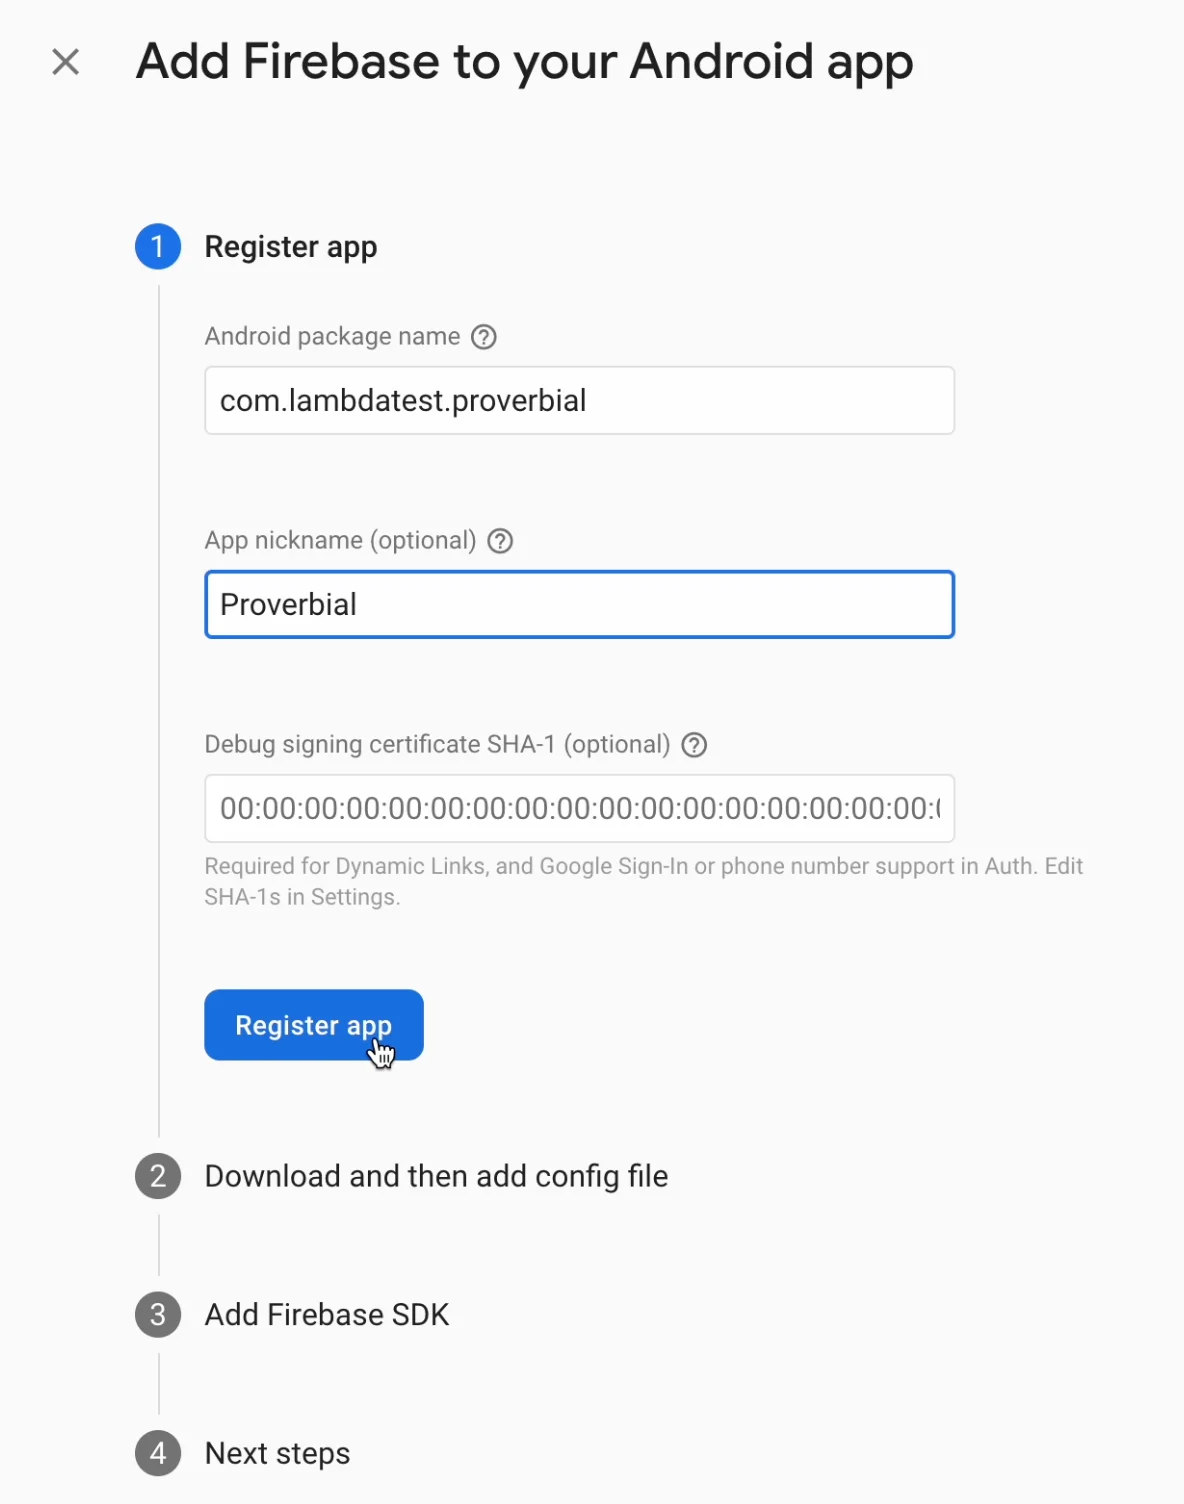 Add Firebase to your Android app
1 Register app
Android package name ?
com.lambdatest.proverbial
App nickname (optional) ?
Proverbial
Debug signing certificate SHA-1 (optional) ?
00:00:00:00:00:00:00:00:00:00:00:00:00:00:00:00:00:
Required for Dynamic Links, and Google Sign-In or phone number support in Auth. Edit
SHA-1s in Settings.
Register app
2 Download and then add config file
3 Add Firebase SDK
4 Next steps